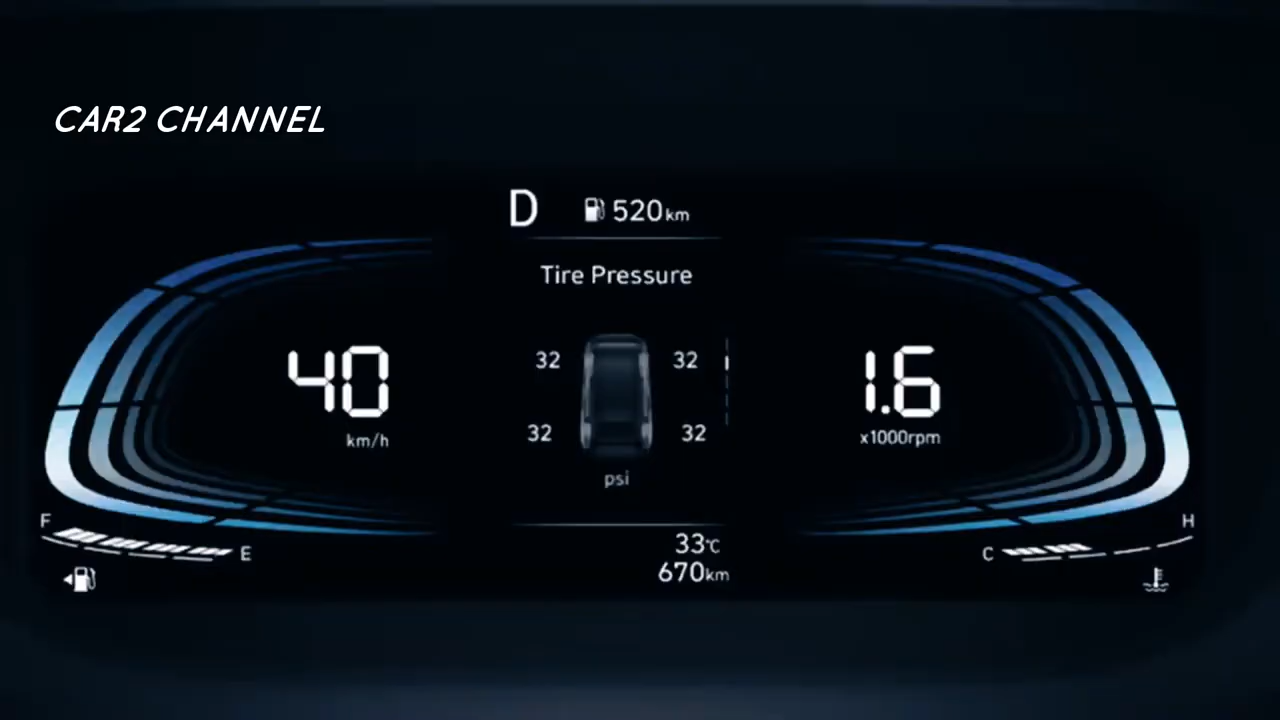 CAR2 CHANNEL
D 520km
Tire Pressure
32 32
40 1.6
km/h x1000rpm
32 32
psi
F E
C H
33°C
670km